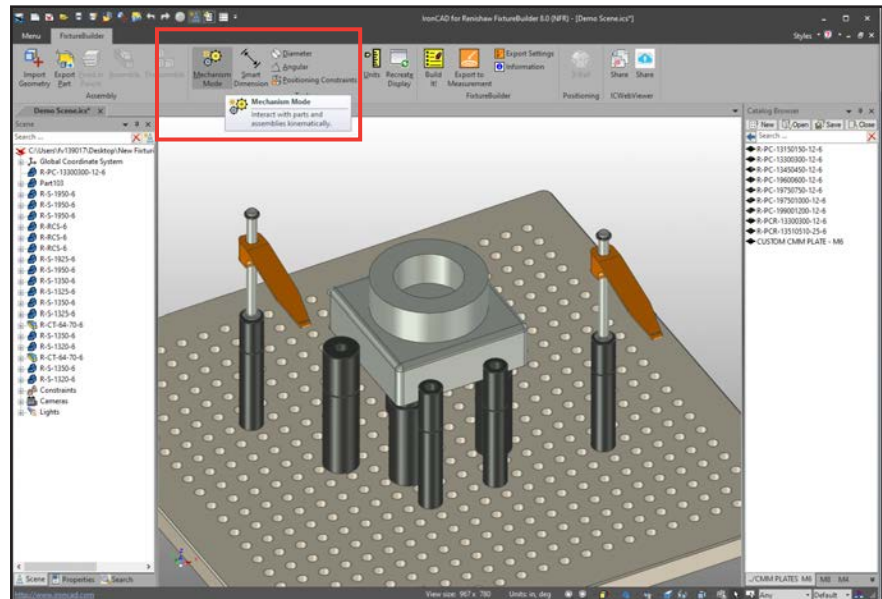 IronCAD for Renishaw FixtureBuilder 8.0 (NFR) - [Demo Scene.ics*]
Menu FixtureBuilder
Styles
Import Geometry
Export Part
Assemble
Mechanism Mode
Smart Dimension
Diameter
Angular
Positioning Constraints
Units
Recreate Display
Build It!
Export to Measurement
Export Settings
Information
Share Share
Assembly
FixtureBuilder Positioning ICWebViewer
Mechanism Mode
Interact with parts and
assemblies kinematically.
Demo Scene.ics* X
Scene
Search ...
Global Coordinate System
R-PC-13300300-12-6
Part103
R-S-1950-6
R-S-1950-6
R-S-1950-6
R-RCS-6
R-RCS-6
R-RCS-6
R-S-1925-6
R-S-1950-6
R-S-1350-6
R-S-1325-6
R-S-1350-6
R-S-1325-6
R-CT-64-70-6
R-S-1350-6
R-S-1320-6
R-CT-64-70-6
R-S-1350-6
R-S-1320-6
Constraints
Cameras
Lights
Scene Properties Search
Catalog Browser
New Open Save Close
Search ...
R-PC-13150150-12-6
R-PC-13300300-12-6
R-PC-13450450-12-6
R-PC-19600600-12-6
R-PC-19750750-12-6
R-PC-197501000-12-6
R-PC-199001200-12-6
R-PCR-13300300-12-6
R-PCR-13510510-25-6
CUSTOM CMM PLATE - M6
../CMM PLATES M6 M8 M4
http://www.ironcad.com
View size: 967 x 780 Units: in, deg
Any Default